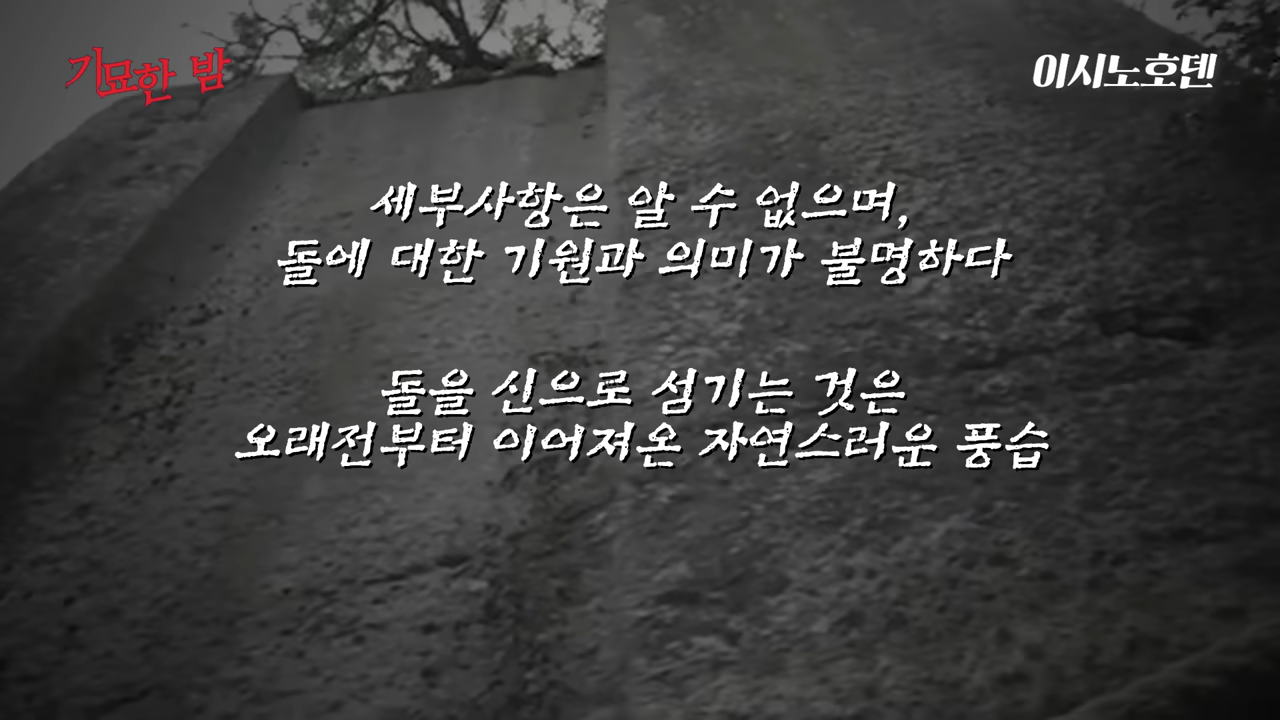 기묘한 밤
이시노호덴
세부사항은 알 수 없으며,
돌에 대한 기원과 의미가 불명하다
돌을 신으로 섬기는 것은
오래전부터 이어져온 자연스러운 풍습